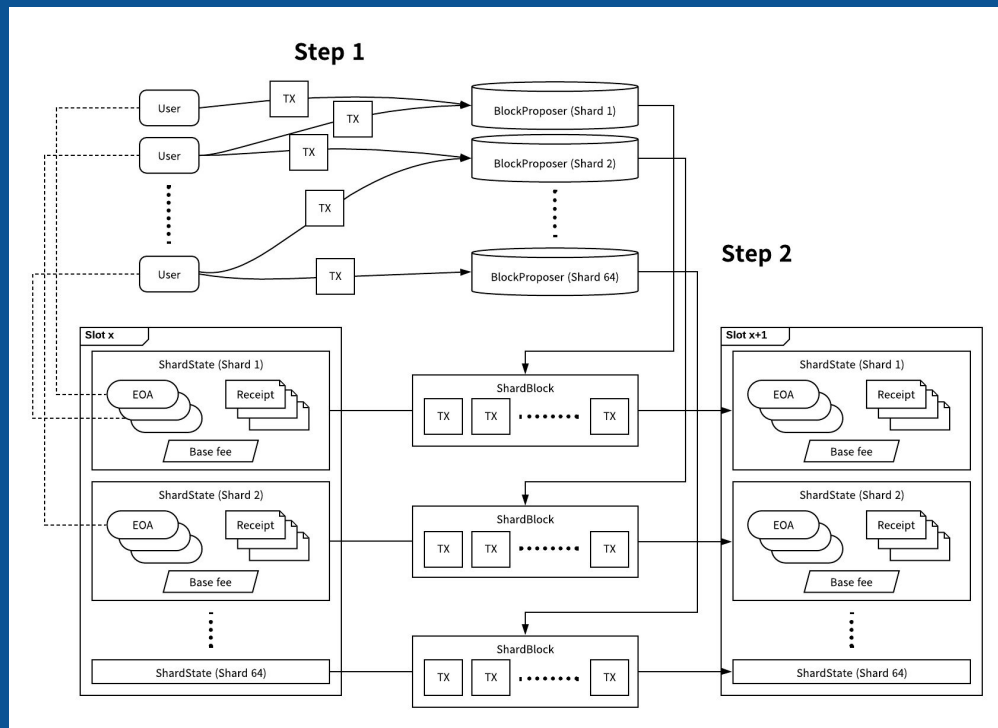 Step 1
User
TX
TX
BlockProposer (Shard 1)
User
TX
BlockProposer (Shard 2)
TX
User
TX
BlockProposer (Shard 64)
Step 2
Slot x
ShardState (Shard 1)
EOA
Receipt
Base fee
ShardState (Shard 2)
EOA
Receipt
Base fee
ShardState (Shard 64)
ShardBlock
TX TX TX
ShardBlock
TX TX TX
ShardBlock
TX TX TX
Slot x+1
ShardState (Shard 1)
EOA
Receipt
Base fee
ShardState (Shard 2)
EOA
Receipt
Base fee
ShardState (Shard 64)